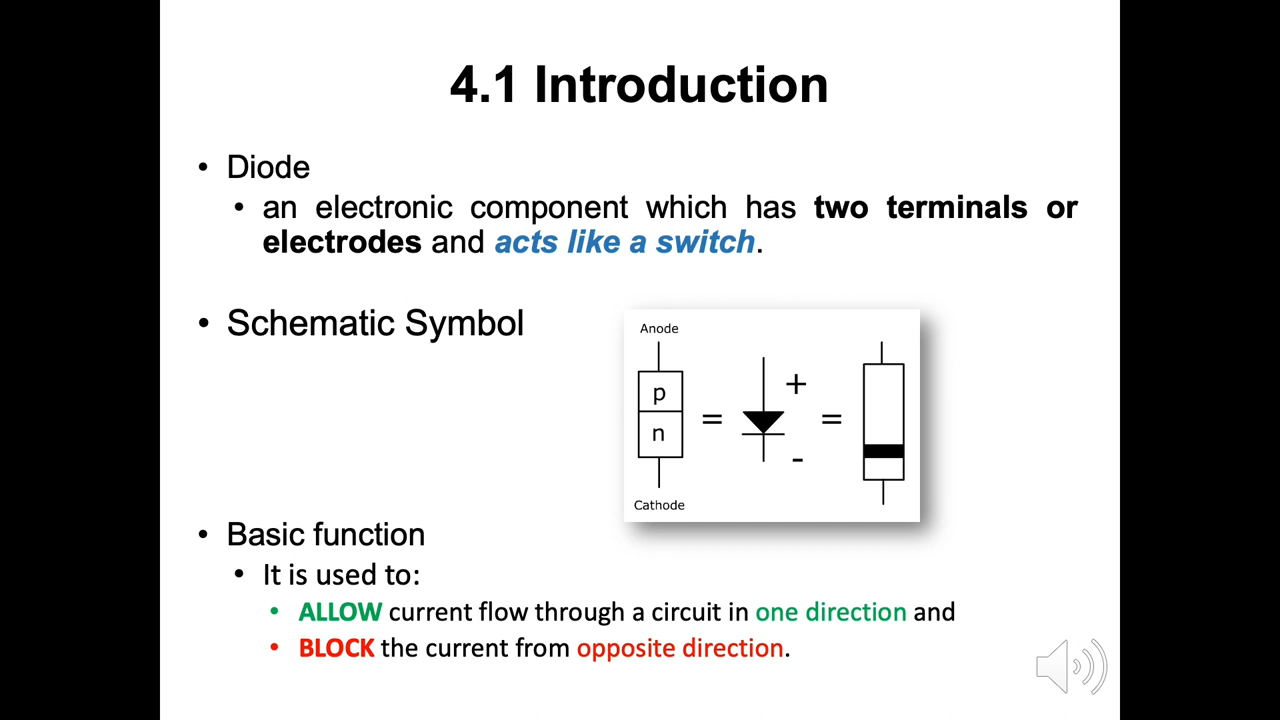 4.1 Introduction
• Diode
• an electronic component which has two terminals or
electrodes and acts like a switch.
• Schematic Symbol
Anode
p
n
Cathode
=
+
-
=
• Basic function
• It is used to:
• ALLOW current flow through a circuit in one direction and
• BLOCK the current from opposite direction.